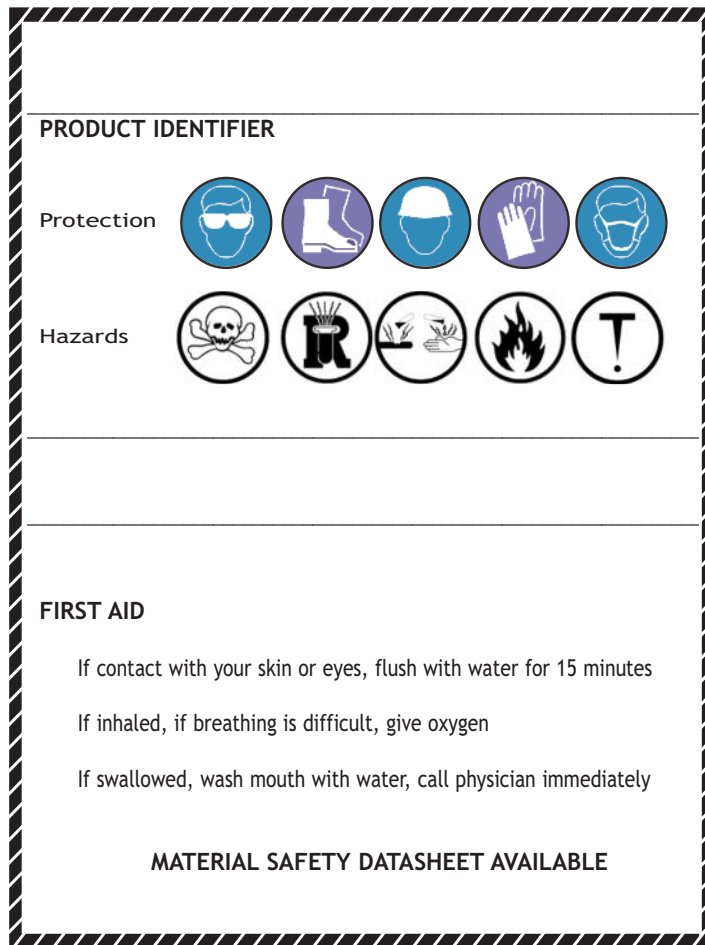 PRODUCT IDENTIFIER
Protection
Hazards
R
FIRST AID
If contact with your skin or eyes, flush with water for 15 minutes
If inhaled, if breathing is difficult, give oxygen
If swallowed, wash mouth with water, call physician immediately
MATERIAL SAFETY DATASHEET AVAILABLE